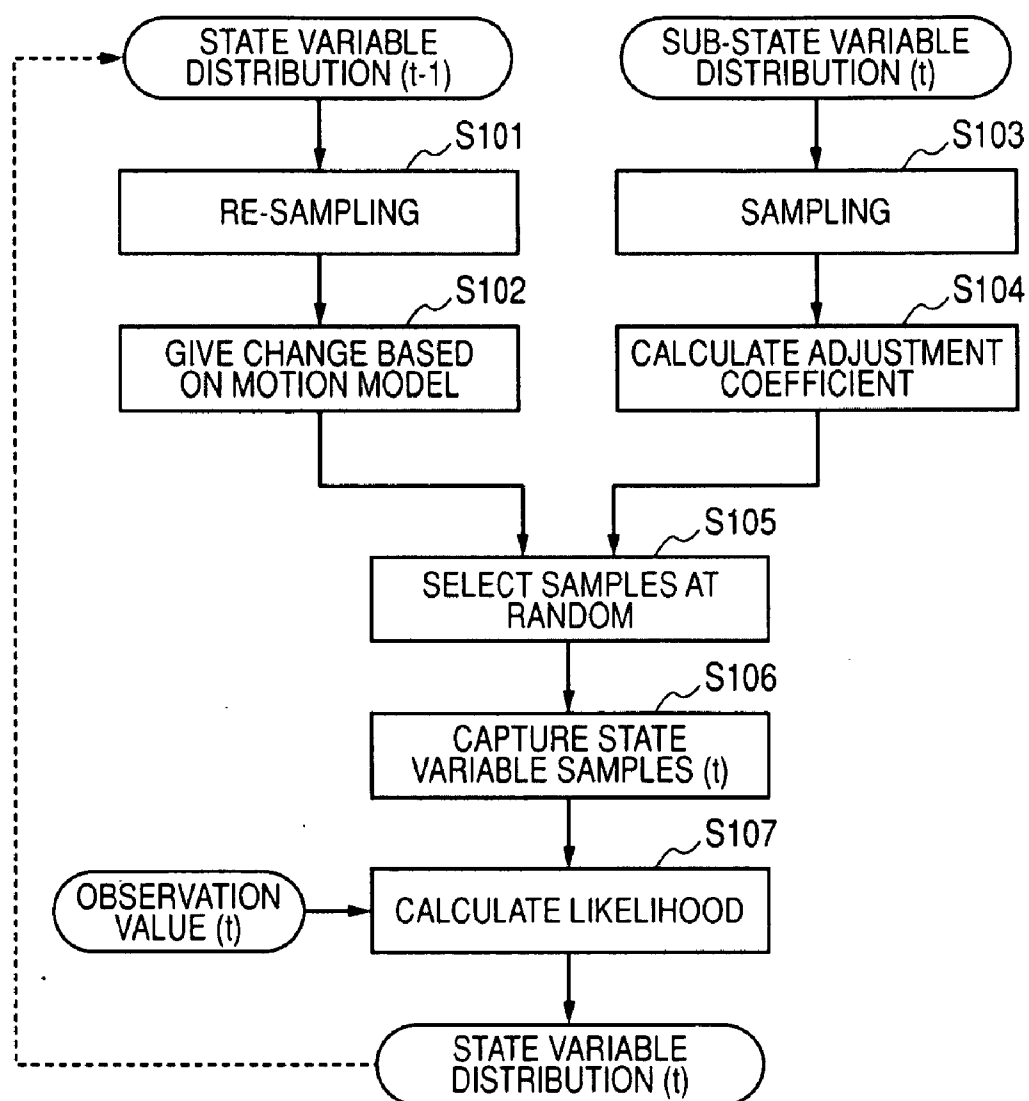 STATE VARIABLE
DISTRIBUTION (t-1)
SUB-STATE VARIABLE
DISTRIBUTION (t)
S101
RE-SAMPLING
S103
SAMPLING
S102
GIVE CHANGE BASED
ON MOTION MODEL
S104
CALCULATE ADJUSTMENT
COEFFICIENT
S105
SELECT SAMPLES AT
RANDOM
S106
CAPTURE STATE
VARIABLE SAMPLES (t)
S107
OBSERVATION
VALUE (t)
CALCULATE LIKELIHOOD
STATE VARIABLE
DISTRIBUTION (t)